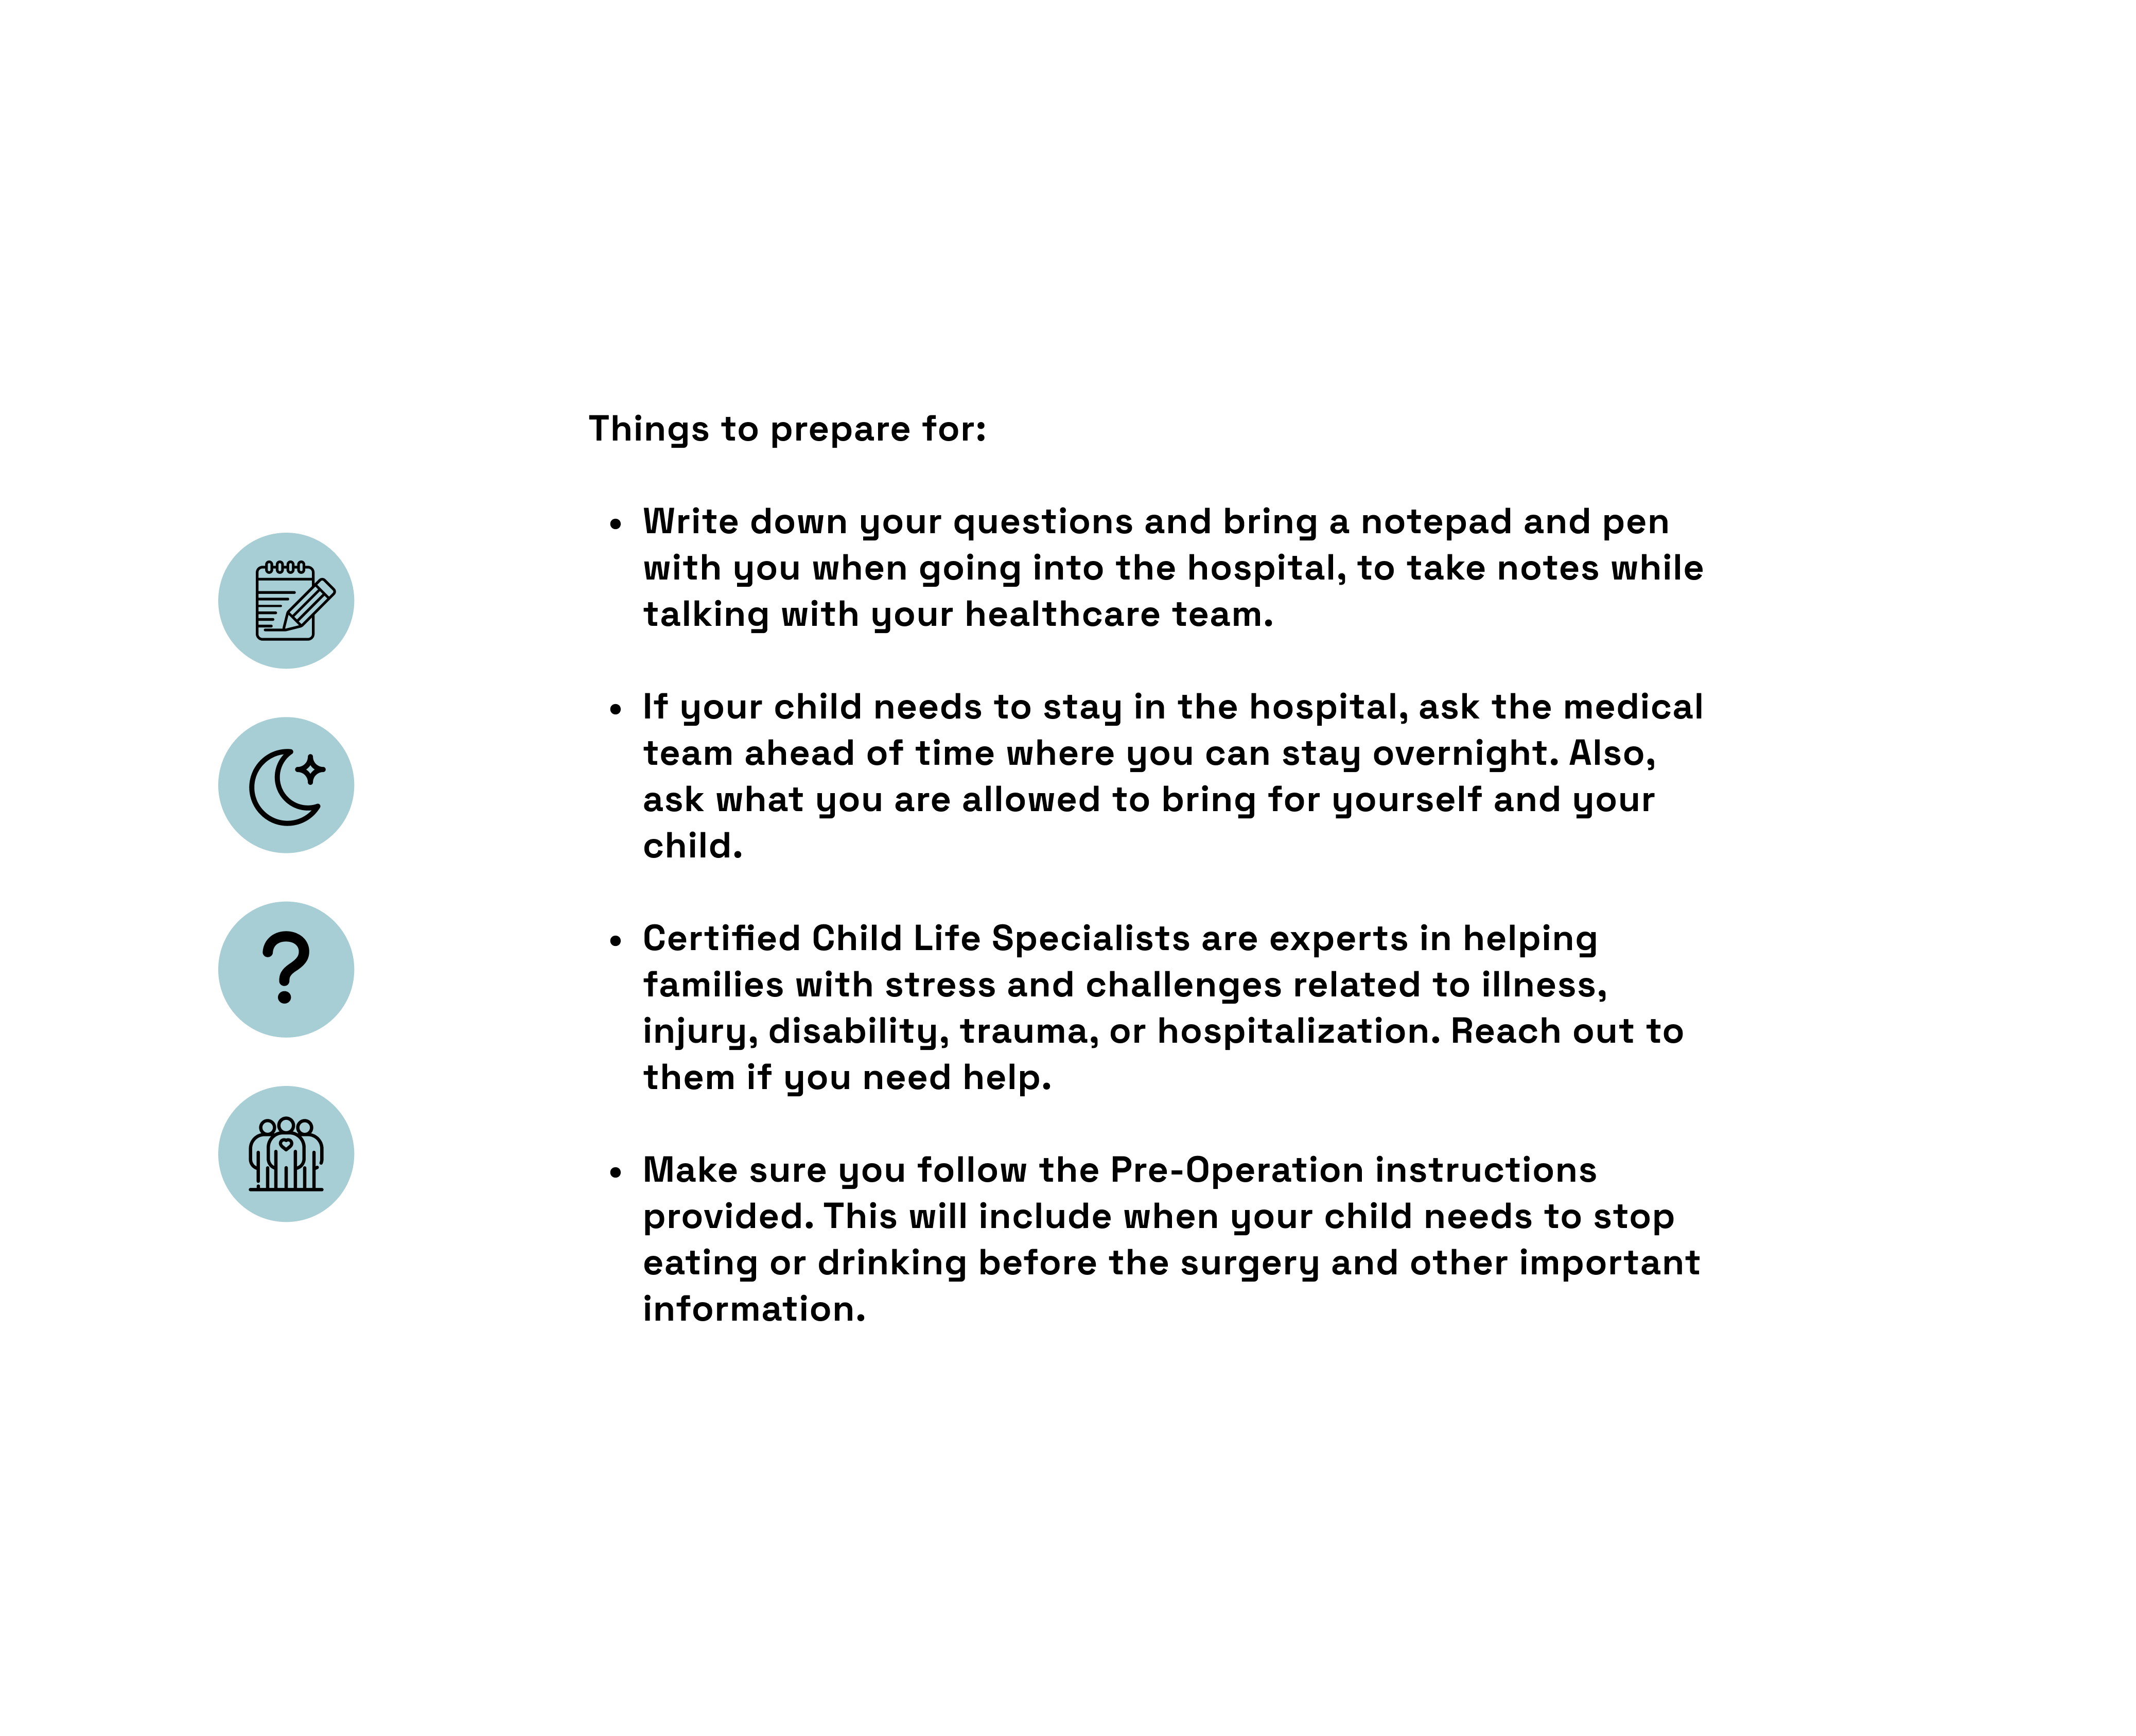 Things to prepare for:
• Write down your questions and bring a notepad and pen
with you when going into the hospital, to take notes while
talking with your healthcare team.
• If your child needs to stay in the hospital, ask the medical
team ahead of time where you can stay overnight. Also,
ask what you are allowed to bring for yourself and your
child.
• Certified Child Life Specialists are experts in helping
families with stress and challenges related to illness,
injury, disability, trauma, or hospitalization. Reach out to
them if you need help.
• Make sure you follow the Pre-Operation instructions
provided. This will include when your child needs to stop
eating or drinking before the surgery and other important
information.
?